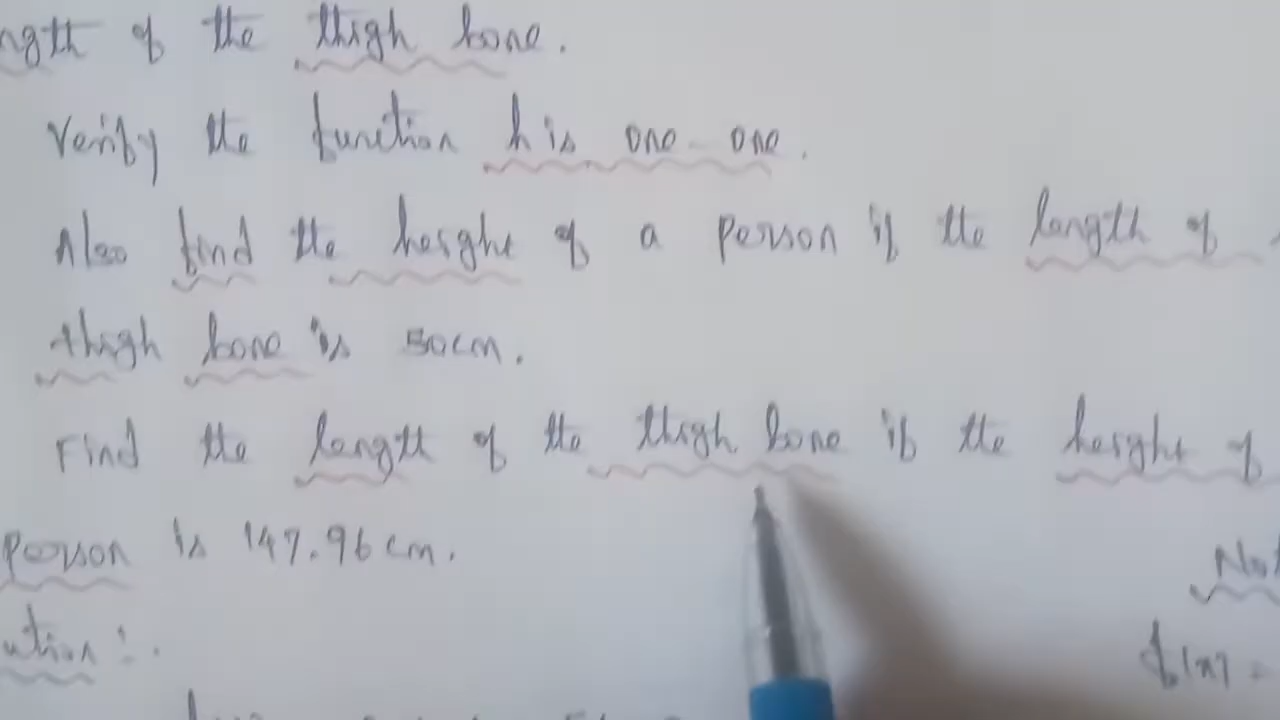 ngth of the thigh bone.
Verify the function h is one-one.
Also find the height of a person if the length of
thigh bone is 50cm.
Find the length of the thigh bone if the height of
person is 147.96 cm.
ution :.
f(x) =